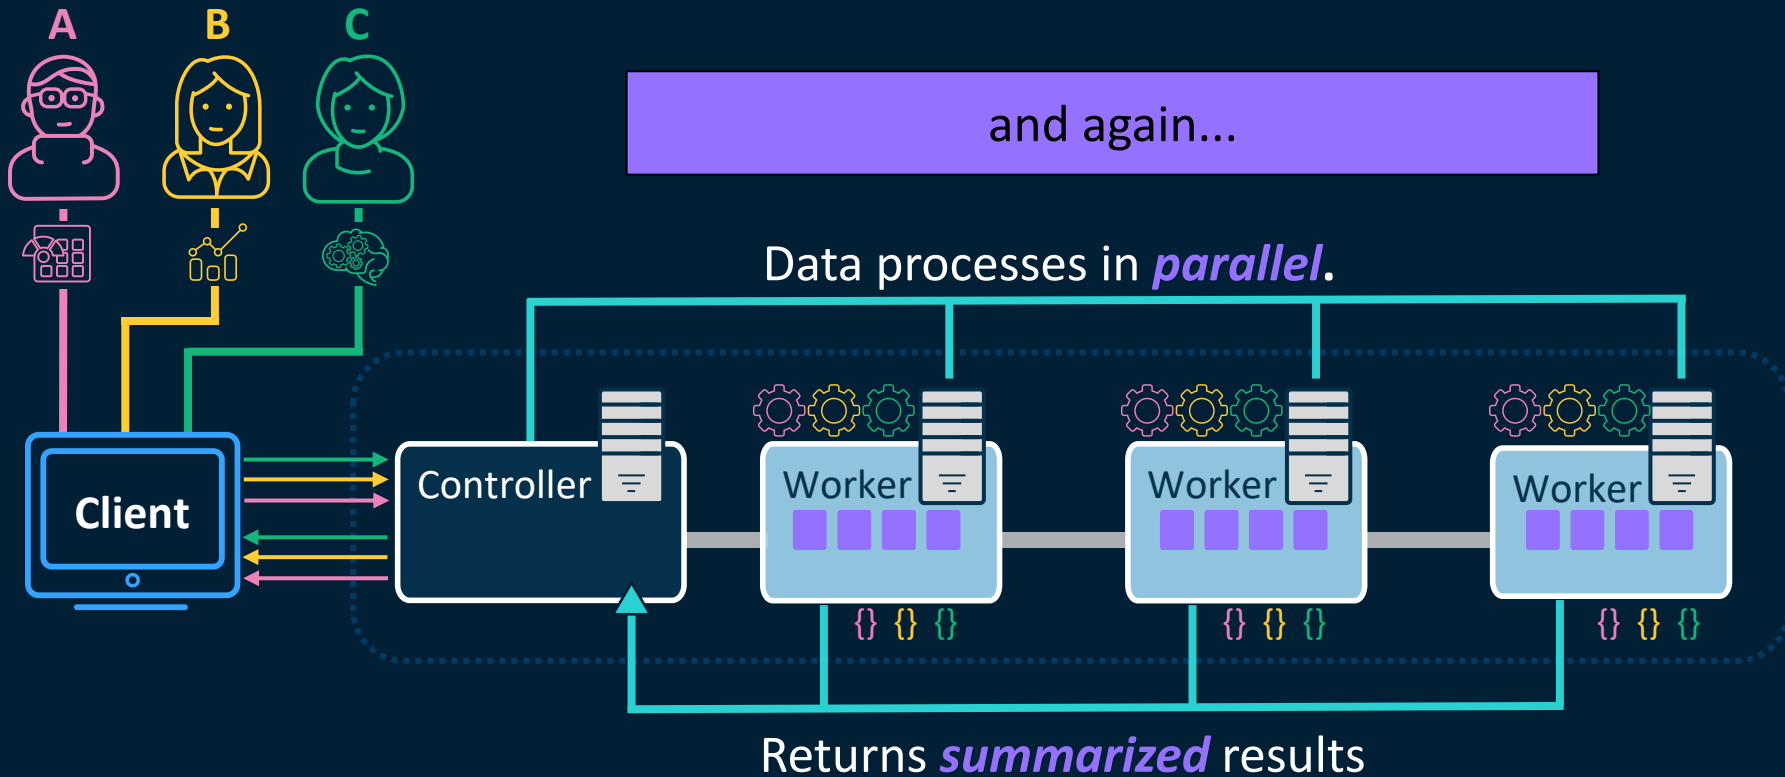 A
B
C
and again...
Data processes in parallel.
Client
Controller
Worker
Worker
Worker
{} {} {}
{} {} {}
{} {} {}
Returns summarized results